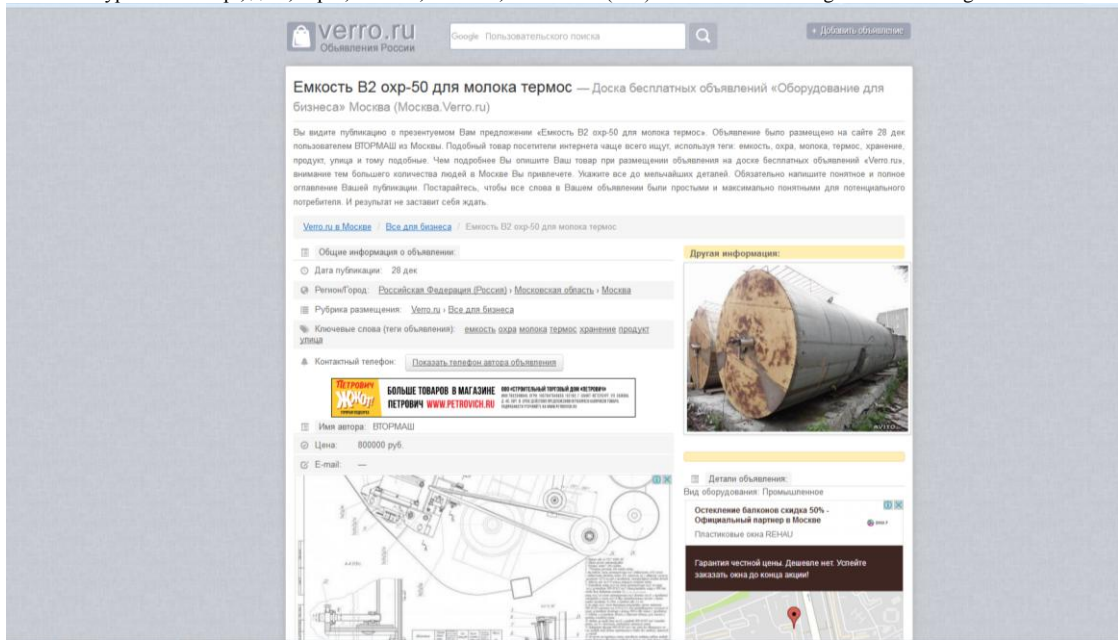 verro.ru
Объявления России
Google Пользовательского поиска
+ Добавить объявление
Емкость В2 охр-50 для молока термос — Доска бесплатных объявлений «Оборудование для
бизнеса» Москва (Москва.Verro.ru)
Вы видите публикацию о презентуемом Вам предложении «Емкость В2 охр-50 для молока термос». Объявление было размещено на сайте 28 дек
пользователем ВТОРМАШ из Москвы. Подобный товар посетители интернета чаще всего ищут, используя теги: емкость, охра, молока, термос, хранение,
продукт, улица и тому подобные. Чем подробнее Вы опишите Ваш товар при размещении объявления на доске бесплатных объявлений «Verro.ru»,
внимание тем большего количества людей в Москве Вы привлечете. Укажите все до мельчайших деталей. Обязательно напишите понятное и полное
оглавление Вашей публикации. Постарайтесь, чтобы все слова в Вашем объявлении были простыми и максимально понятными для потенциального
потребителя. И результат не заставит себя ждать.
Verro.ru в Москве / Все для бизнеса / Емкость В2 охр-50 для молока термос
Общие информация о объявлении:
Дата публикации: 28 дек
Регион/Город: Российская Федерация (Россия) › Московская область › Москва
Рубрика размещения: Verro.ru › Все для бизнеса
Ключевые слова (теги объявления): емкость охра молока термос хранение продукт
улица
Контактный телефон: Показать телефон автора объявления
Петрович
БОЛЬШЕ ТОВАРОВ В МАГАЗИНЕ
ПЕТРОВИЧ WWW.PETROVICH.RU
Имя автора: ВТОРМАШ
Цена: 800000 руб.
E-mail: —
Другая информация:
AVITO.ru
Детали объявления:
Вид оборудования: Промышленное
Остекление балконов скидка 50% -
Официальный партнер в Москве
Пластиковые окна REHAU
Гарантия честной цены. Дешевле нет. Успейте
заказать окна до конца акции!